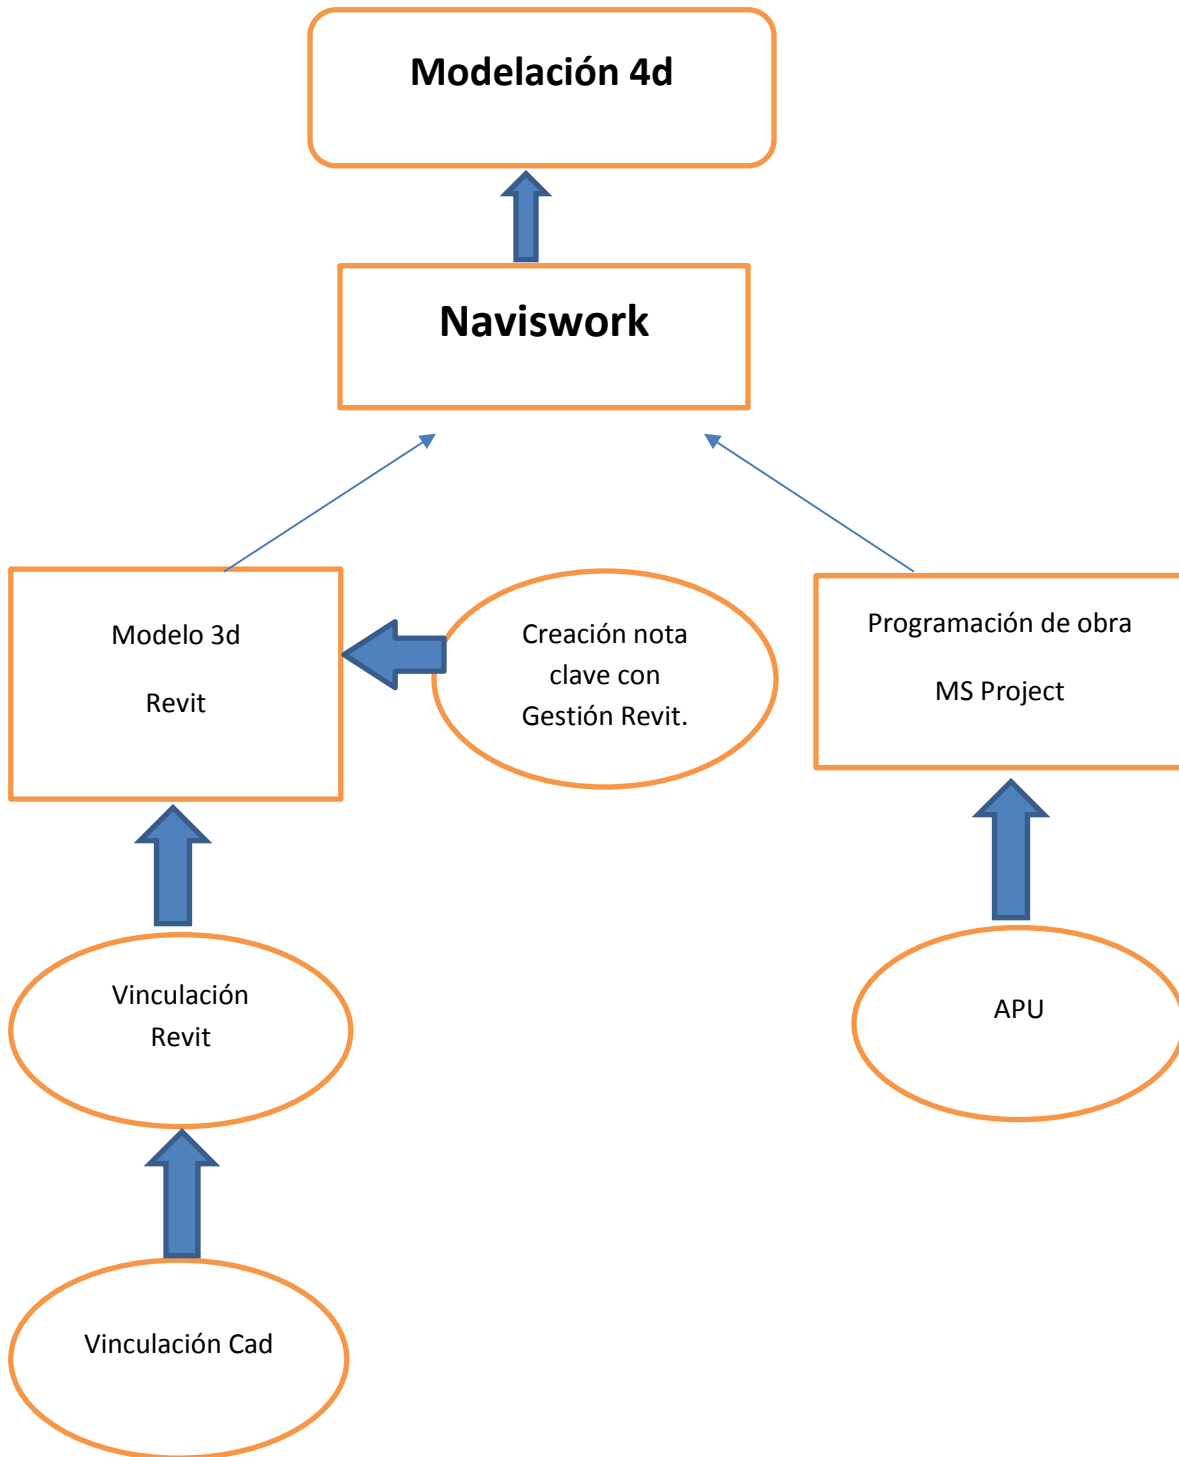 Modelación 4d
Naviswork
Modelo 3d
Revit
Creación nota
clave con
Gestión Revit.
Programación de obra
MS Project
Vinculación
Revit
APU
Vinculación Cad